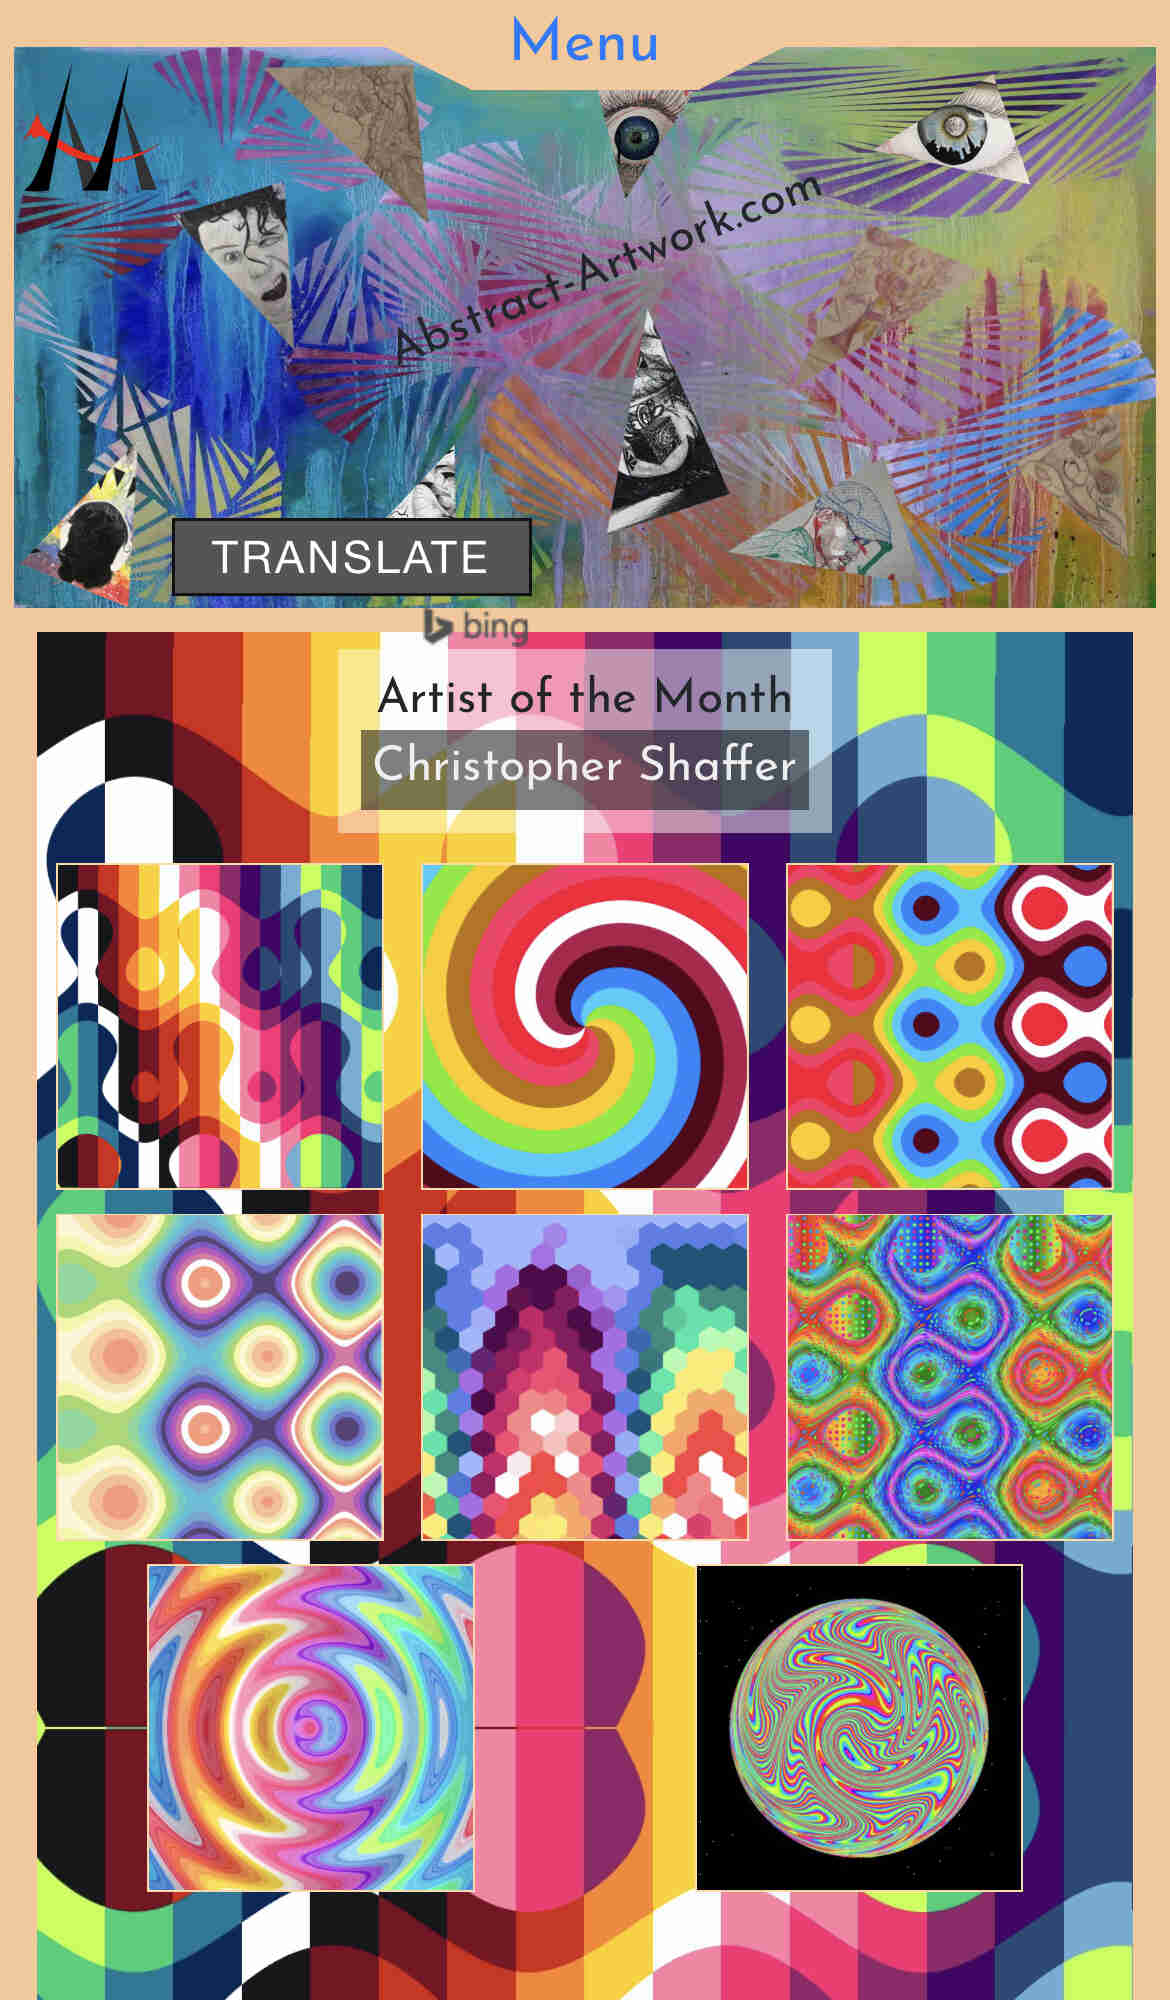 Menu
Abstract-Artwork.com
TRANSLATE
bing
Artist of the Month
Christopher Shaffer